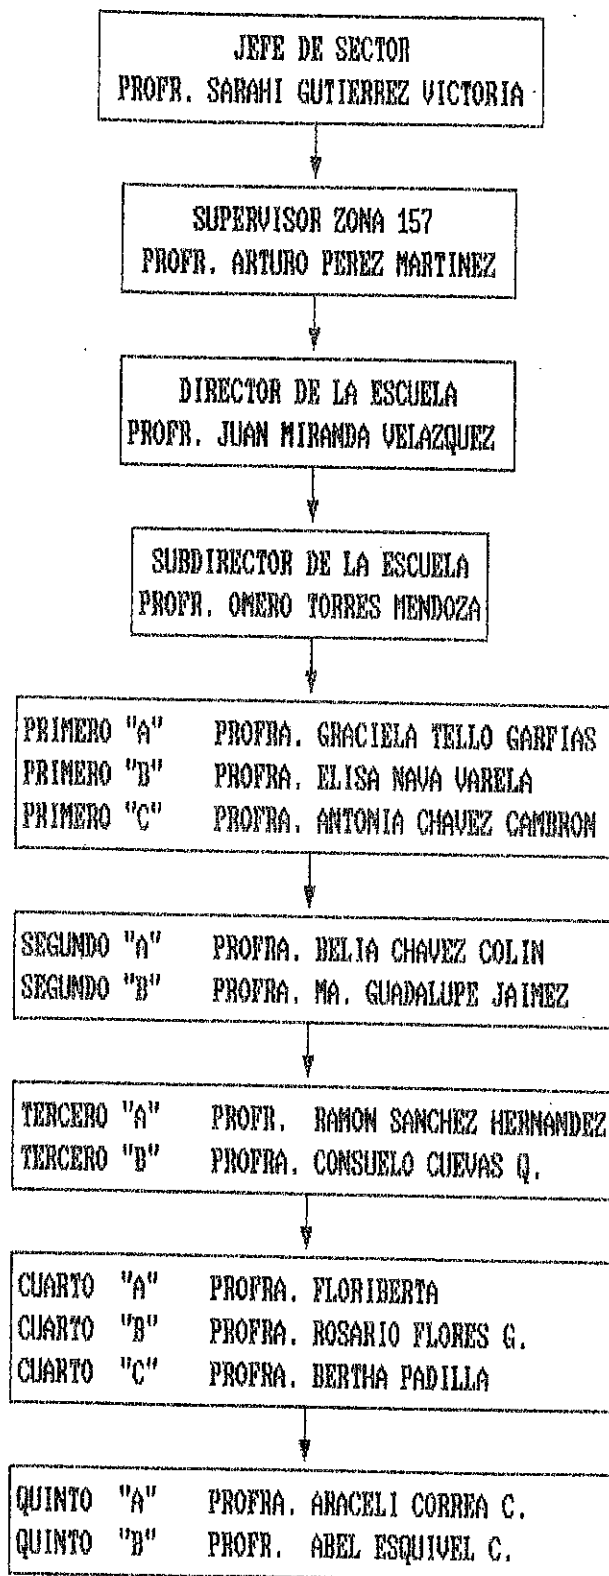 JEFE DE SECTOR
PROFR. SARAHI GUTIERREZ VICTORIA
SUPERVISOR ZONA 157
PROFR. ARTURO PEREZ MARTINEZ
DIRECTOR DE LA ESCUELA
PROFR. JUAN MIRANDA VELAZQUEZ
SUBDIRECTOR DE LA ESCUELA
PROFR. OMERO TORRES MENDOZA
PRIMERO "A" PROFRA. GRACIELA TELLO GARFIAS
PRIMERO "B" PROFRA. ELISA NAVA VARELA
PRIMERO "C" PROFRA. ANTONIA CHAVEZ CAMBRON
SEGUNDO "A" PROFRA. BELIA CHAVEZ COLIN
SEGUNDO "B" PROFRA. MA. GUADALUPE JAIMEZ
TERCERO "A" PROFR. RAMON SANCHEZ HERNANDEZ
TERCERO "B" PROFRA. CONSUELO CUEVAS Q.
CUARTO "A" PROFRA. FLORIBERTA
CUARTO "B" PROFRA. ROSARIO FLORES G.
CUARTO "C" PROFRA. BERTHA PADILLA
QUINTO "A" PROFRA. ARACELI CORREA C.
QUINTO "B" PROFR. ABEL ESQUIVEL C.